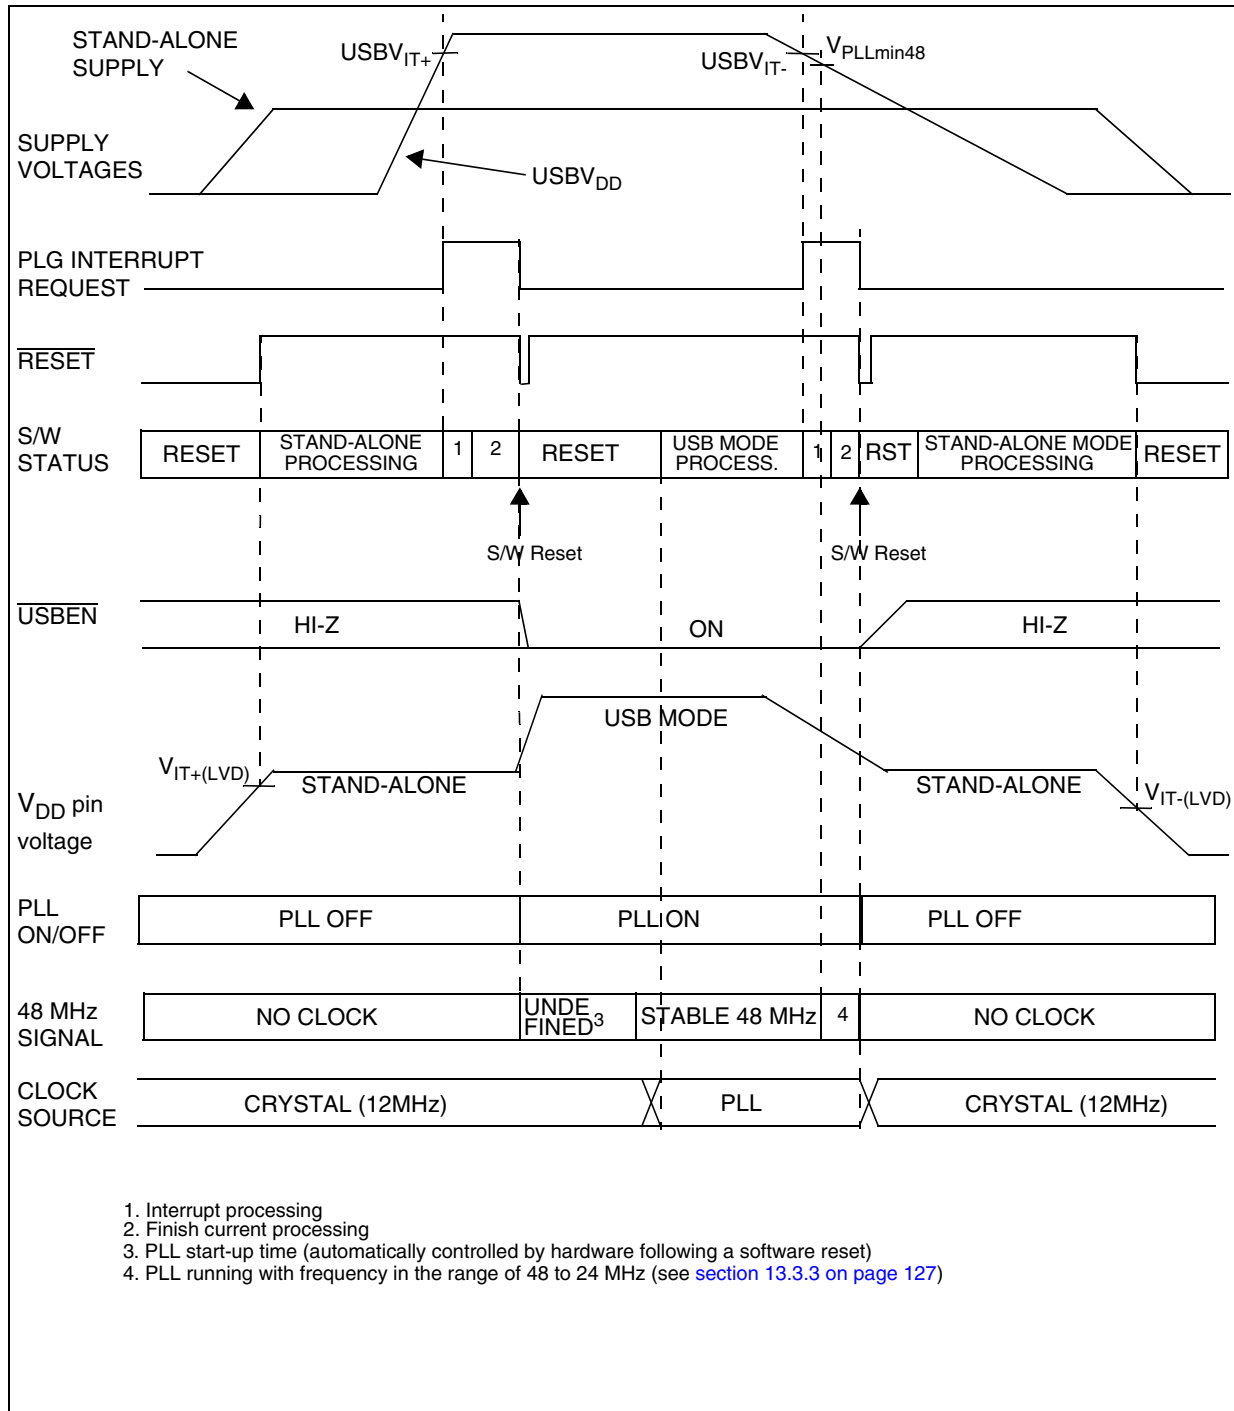 STAND-ALONE
SUPPLY
USBVIT+
USBVIT-
VPLLmin48
SUPPLY
VOLTAGES
USBVDD
PLG INTERRUPT
REQUEST
RESET
S/W
STATUS
RESET
STAND-ALONE
PROCESSING
1
2
RESET
USB MODE
PROCESS.
1
2
RST
STAND-ALONE MODE
PROCESSING
RESET
S/W Reset
S/W Reset
USBEN
HI-Z
ON
HI-Z
USB MODE
VIT+(LVD)
STAND-ALONE
STAND-ALONE
VIT-(LVD)
VDD pin
voltage
PLL
ON/OFF
PLL OFF
PLL ON
PLL OFF
48 MHz
SIGNAL
NO CLOCK
UNDE
FINED3
STABLE 48 MHz
4
NO CLOCK
CLOCK
SOURCE
CRYSTAL (12MHz)
PLL
CRYSTAL (12MHz)
1. Interrupt processing
2. Finish current processing
3. PLL start-up time (automatically controlled by hardware following a software reset)
4. PLL running with frequency in the range of 48 to 24 MHz (see section 13.3.3 on page 127)